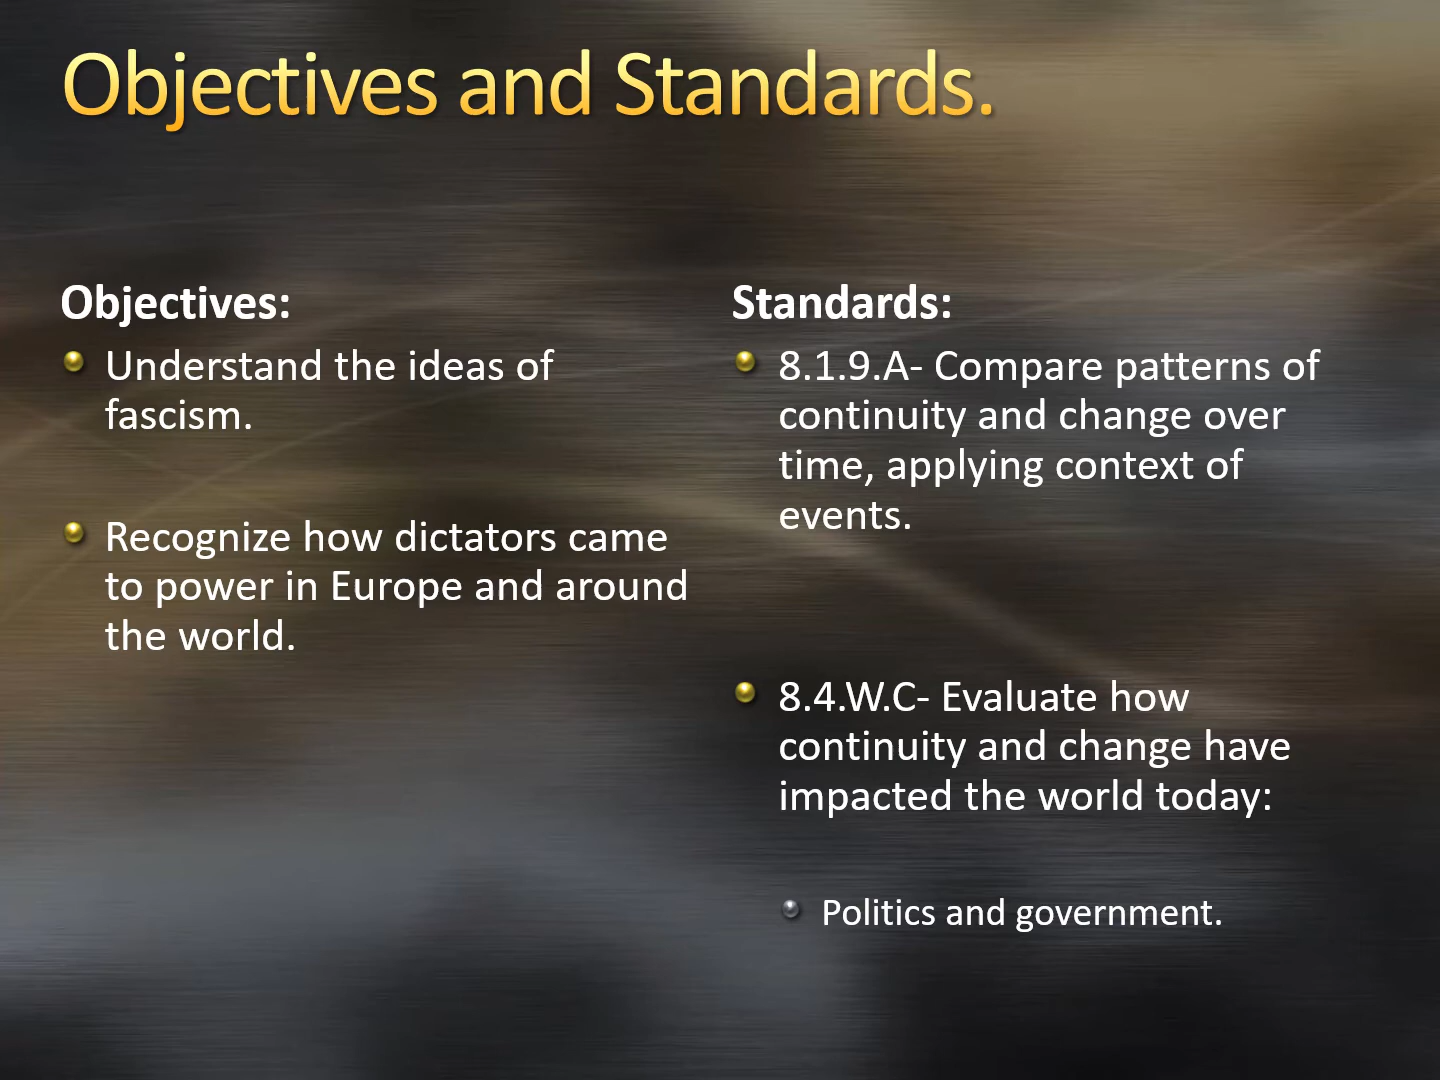 Objectives and Standards.
Objectives:
Understand the ideas of
fascism.
Recognize how dictators came
to power in Europe and around
the world.
Standards:
8.1.9.A- Compare patterns of
continuity and change over
time, applying context of
events.
8.4.W.C- Evaluate how
continuity and change have
impacted the world today:
Politics and government.